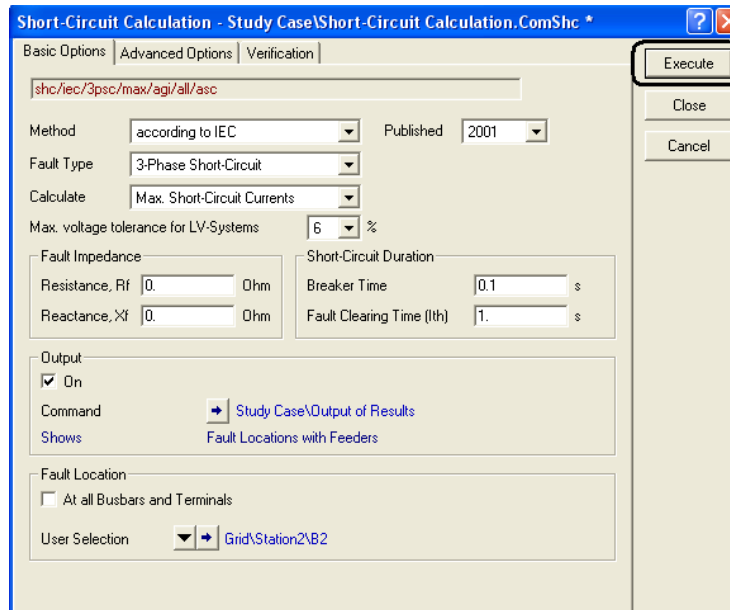 Short-Circuit Calculation - Study Case\Short-Circuit Calculation.ComShc *
Basic Options Advanced Options Verification
Execute
shc/iec/3psc/max/agi/all/asc
Close
Method according to IEC Published 2001
Cancel
Fault Type 3-Phase Short-Circuit
Calculate Max. Short-Circuit Currents
Max. voltage tolerance for LV-Systems 6 %
Fault Impedance Short-Circuit Duration
Resistance, Rf 0. Ohm Breaker Time 0.1 s
Reactance, Xf 0. Ohm Fault Clearing Time (Ith) 1. s
Output
On
Command Study Case\Output of Results
Shows Fault Locations with Feeders
Fault Location
At all Busbars and Terminals
User Selection Grid\Station2\B2